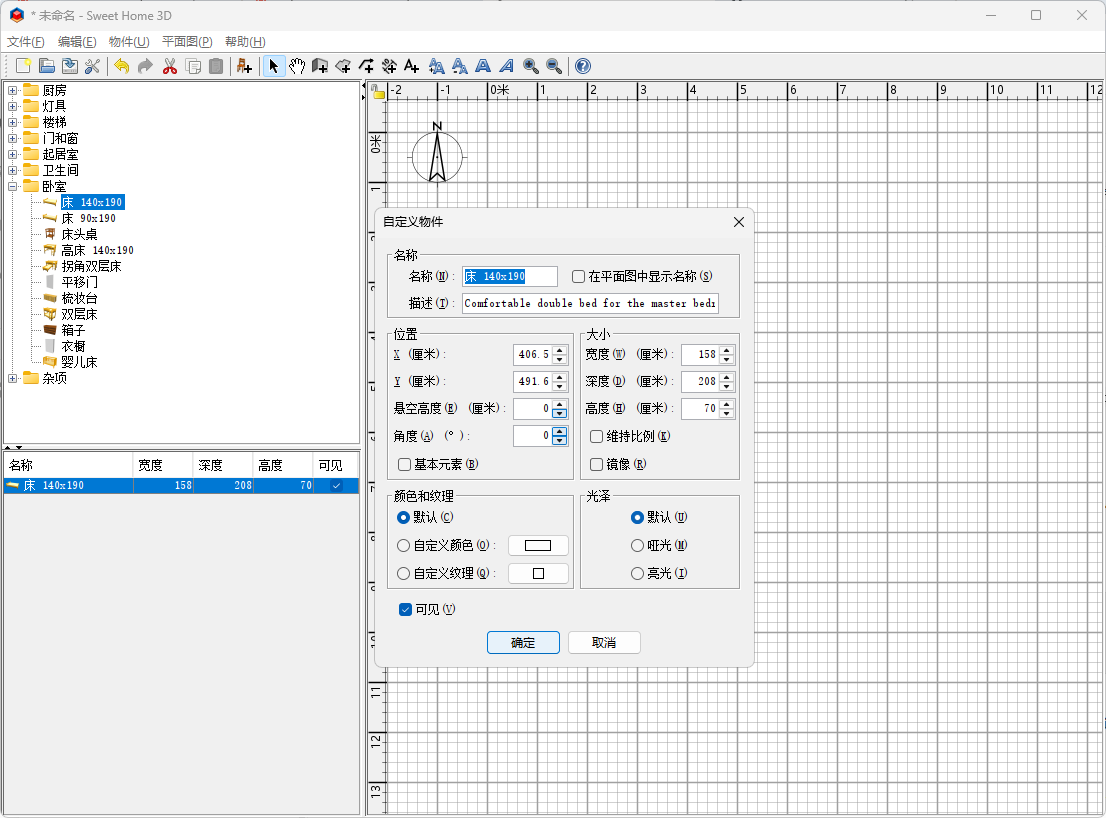 * 未命名 - Sweet Home 3D
文件(F) 编辑(E) 物件(U) 平面图(P) 帮助(H)
厨房
灯具
楼梯
门和窗
起居室
卫生间
卧室
床 140x190
床 90x190
床头桌
高床 140x190
拐角双层床
平移门
梳妆台
双层床
箱子
衣橱
婴儿床
杂项
名称 宽度 深度 高度 可见
床 140x190 158 208 70
-2 -1 0米 1 2 3 4 5 6 7 8 9 10 11 12
0米
1
11
12
13
N
自定义物件
名称
名称(N): 床 140x190 在平面图中显示名称(S)
描述(T): Comfortable double bed for the master bedr
位置
X (厘米): 406.5
Y (厘米): 491.6
悬空高度(E) (厘米): 0
角度(A) (°): 0
基本元素(B)
大小
宽度(W) (厘米): 158
深度(D) (厘米): 208
高度(H) (厘米): 70
维持比例(K)
镜像(R)
颜色和纹理
默认(C)
自定义颜色(O):
自定义纹理(Q):
光泽
默认(U)
哑光(M)
亮光(I)
可见(V)
确定 取消